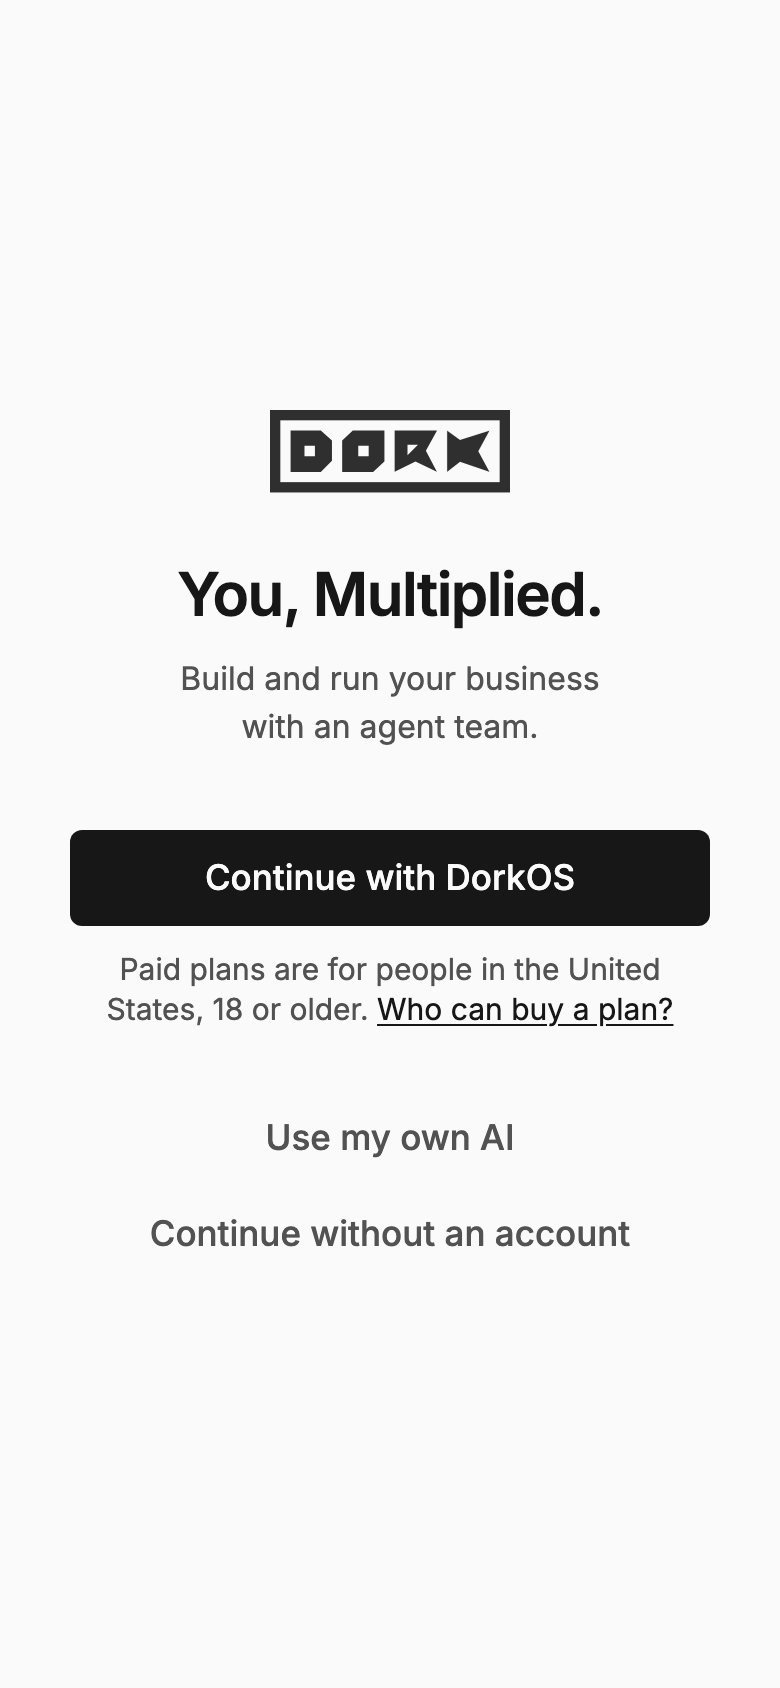 DORK
You, Multiplied.
Build and run your business
with an agent team.
Continue with DorkOS
Paid plans are for people in the United
States, 18 or older. Who can buy a plan?
Use my own AI
Continue without an account